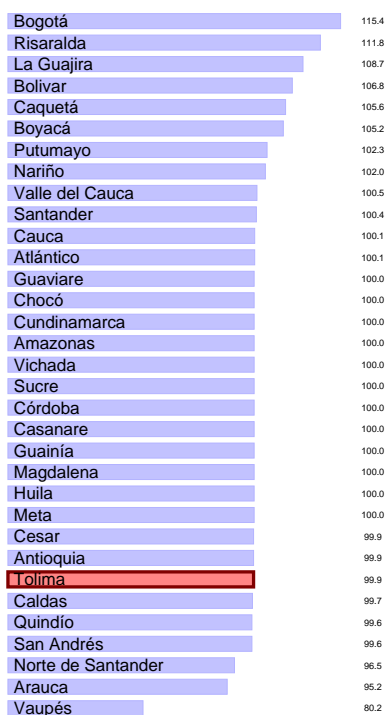 Bogotá 115.4
Risaralda 111.8
La Guajira 108.7
Bolivar 106.8
Caquetá 105.6
Boyacá 105.2
Putumayo 102.3
Nariño 102.0
Valle del Cauca 100.5
Santander 100.4
Cauca 100.1
Atlántico 100.1
Guaviare 100.0
Chocó 100.0
Cundinamarca 100.0
Amazonas 100.0
Vichada 100.0
Sucre 100.0
Córdoba 100.0
Casanare 100.0
Guainía 100.0
Magdalena 100.0
Huila 100.0
Meta 100.0
Cesar 99.9
Antioquia 99.9
Tolima 99.9
Caldas 99.7
Quindío 99.6
San Andrés 99.6
Norte de Santander 96.5
Arauca 95.2
Vaupés 80.2